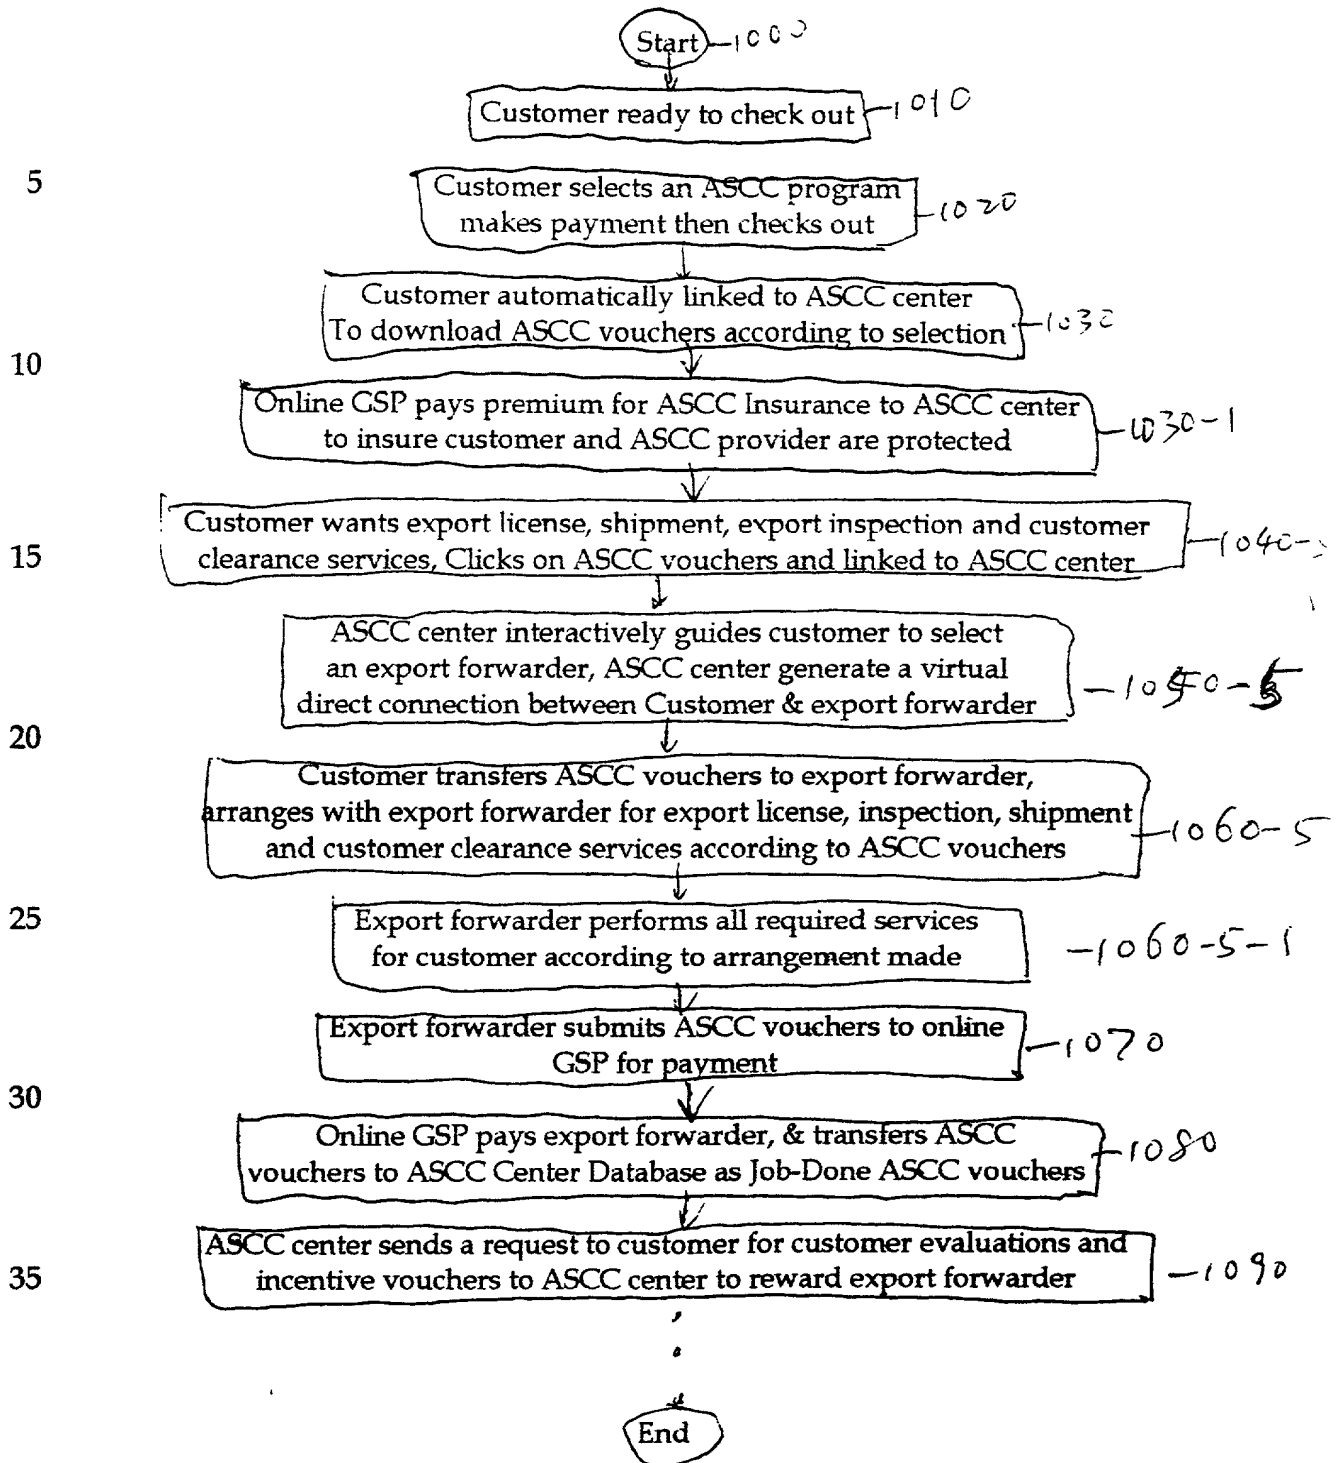 Start -1000
Customer ready to check out -1010
5
Customer selects an ASCC program
makes payment then checks out -1020
Customer automatically linked to ASCC center
To download ASCC vouchers according to selection -1030
10
Online GSP pays premium for ASCC Insurance to ASCC center
to insure customer and ASCC provider are protected -1030-1
Customer wants export license, shipment, export inspection and customer
15
clearance services, Clicks on ASCC vouchers and linked to ASCC center
ASCC center interactively guides customer to select
an export forwarder, ASCC center generate a virtual
direct connection between Customer & export forwarder
20
Customer transfers ASCC vouchers to export forwarder,
arranges with export forwarder for export license, inspection, shipment
and customer clearance services according to ASCC vouchers -1060-5
25
Export forwarder performs all required services
for customer according to arrangement made -1060-5-1
Export forwarder submits ASCC vouchers to online
GSP for payment -1070
30
Online GSP pays export forwarder, & transfers ASCC
vouchers to ASCC Center Database as Job-Done ASCC vouchers -1080
ASCC center sends a request to customer for customer evaluations and
35
incentive vouchers to ASCC center to reward export forwarder -1090
End